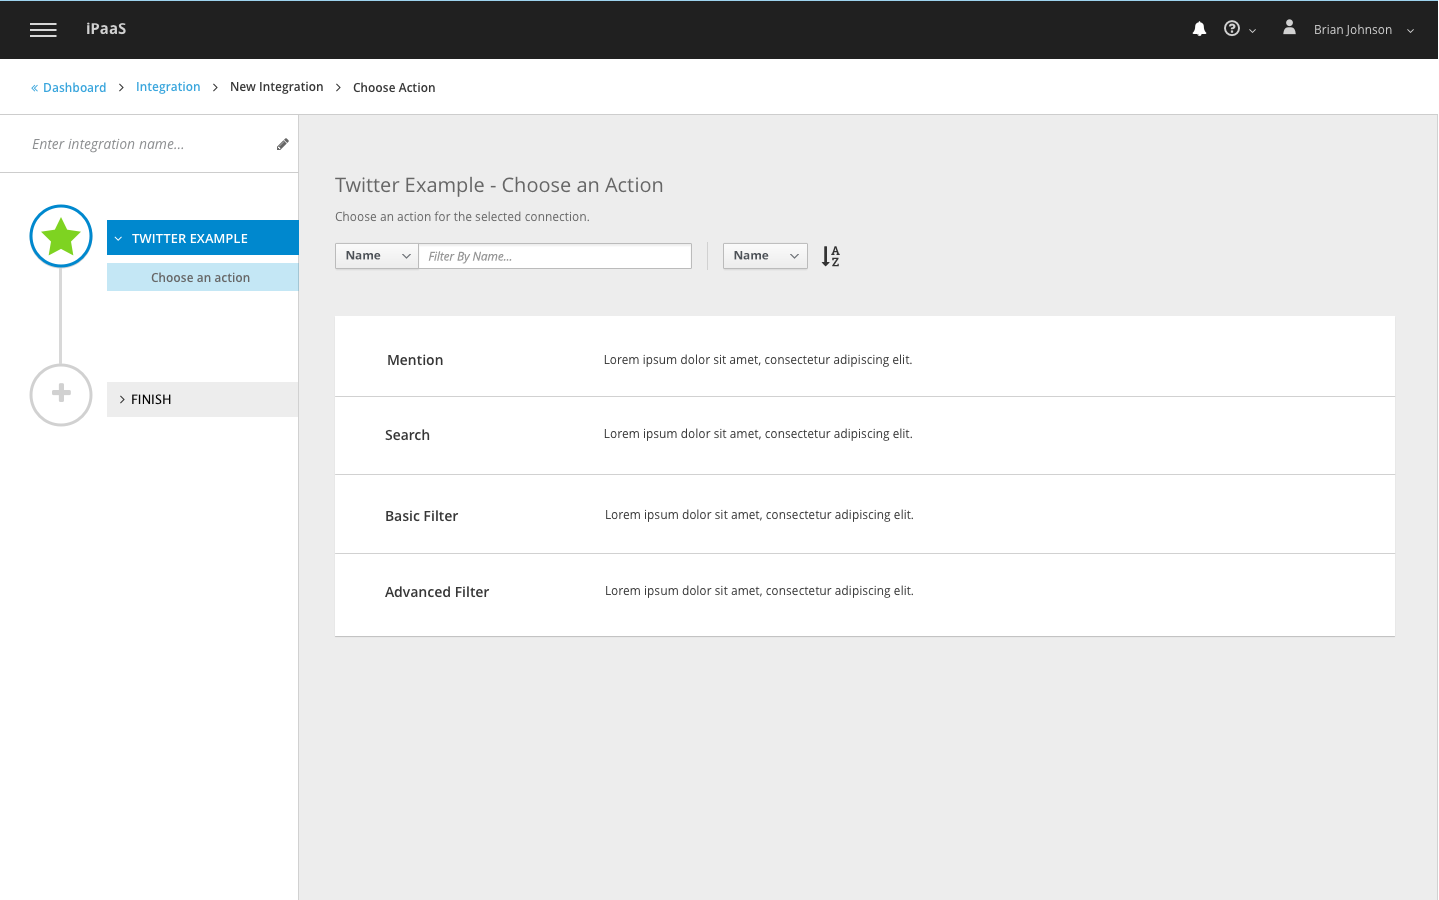 iPaaS
Brian Johnson
« Dashboard > Integration > New Integration > Choose Action
Enter integration name...
TWITTER EXAMPLE
Choose an action
FINISH
Twitter Example - Choose an Action
Choose an action for the selected connection.
Name Filter By Name... Name A Z
Mention Lorem ipsum dolor sit amet, consectetur adipiscing elit.
Search Lorem ipsum dolor sit amet, consectetur adipiscing elit.
Basic Filter Lorem ipsum dolor sit amet, consectetur adipiscing elit.
Advanced Filter Lorem ipsum dolor sit amet, consectetur adipiscing elit.